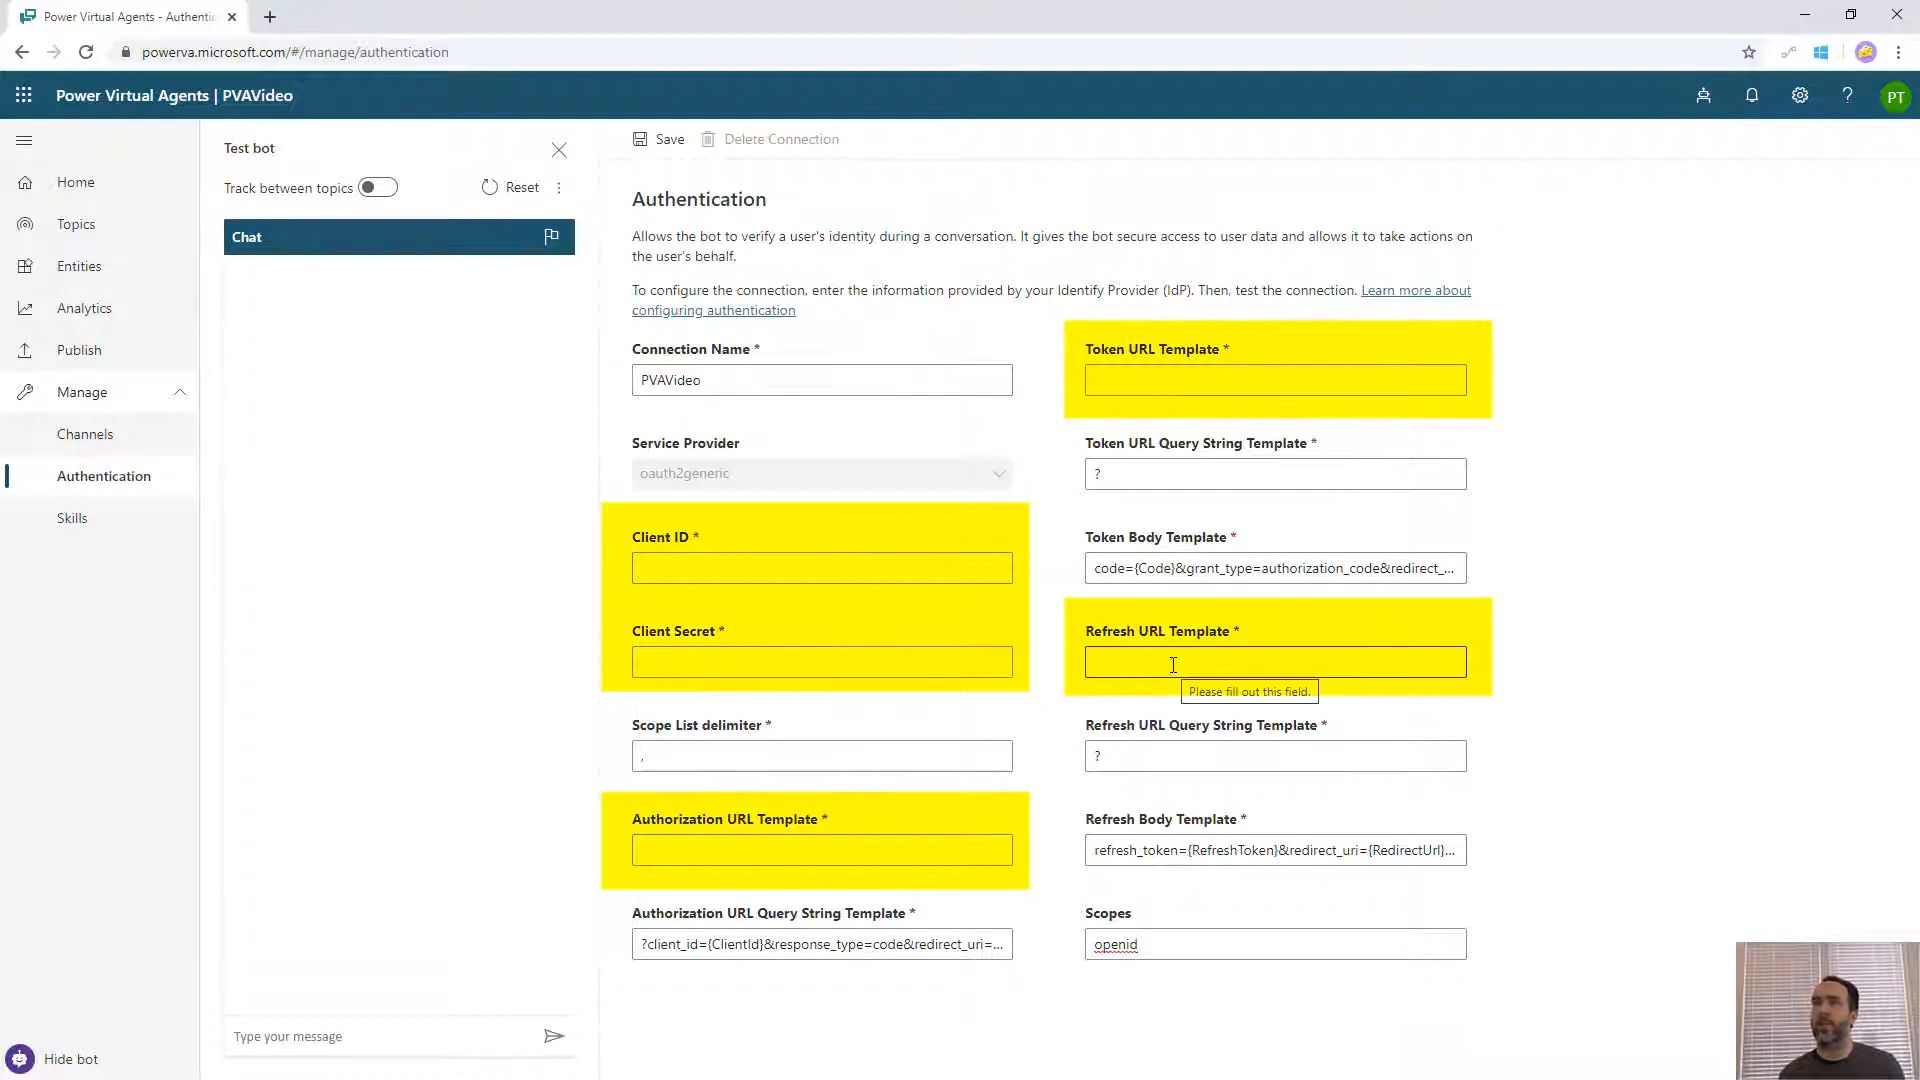 Power Virtual Agents - Authentic
powerva.microsoft.com/#/manage/authentication
Power Virtual Agents | PVAVideo
PT
Home
Topics
Entities
Analytics
Publish
Manage
Channels
Authentication
Skills
Hide bot
Test bot
Track between topics
Reset
Chat
Type your message
Save
Delete Connection
Authentication
Allows the bot to verify a user's identity during a conversation. It gives the bot secure access to user data and allows it to take actions on
the user's behalf.
To configure the connection, enter the information provided by your Identify Provider (IdP). Then, test the connection. Learn more about
configuring authentication
Connection Name *
PVAVideo
Service Provider
oauth2generic
Client ID *
Client Secret *
Scope List delimiter *
,
Authorization URL Template *
Authorization URL Query String Template *
?client_id={ClientId}&response_type=code&redirect_uri=...
Token URL Template *
Token URL Query String Template *
?
Token Body Template *
code={Code}&grant_type=authorization_code&redirect_...
Refresh URL Template *
Please fill out this field.
Refresh URL Query String Template *
?
Refresh Body Template *
refresh_token={RefreshToken}&redirect_uri={RedirectUrl}...
Scopes
openid